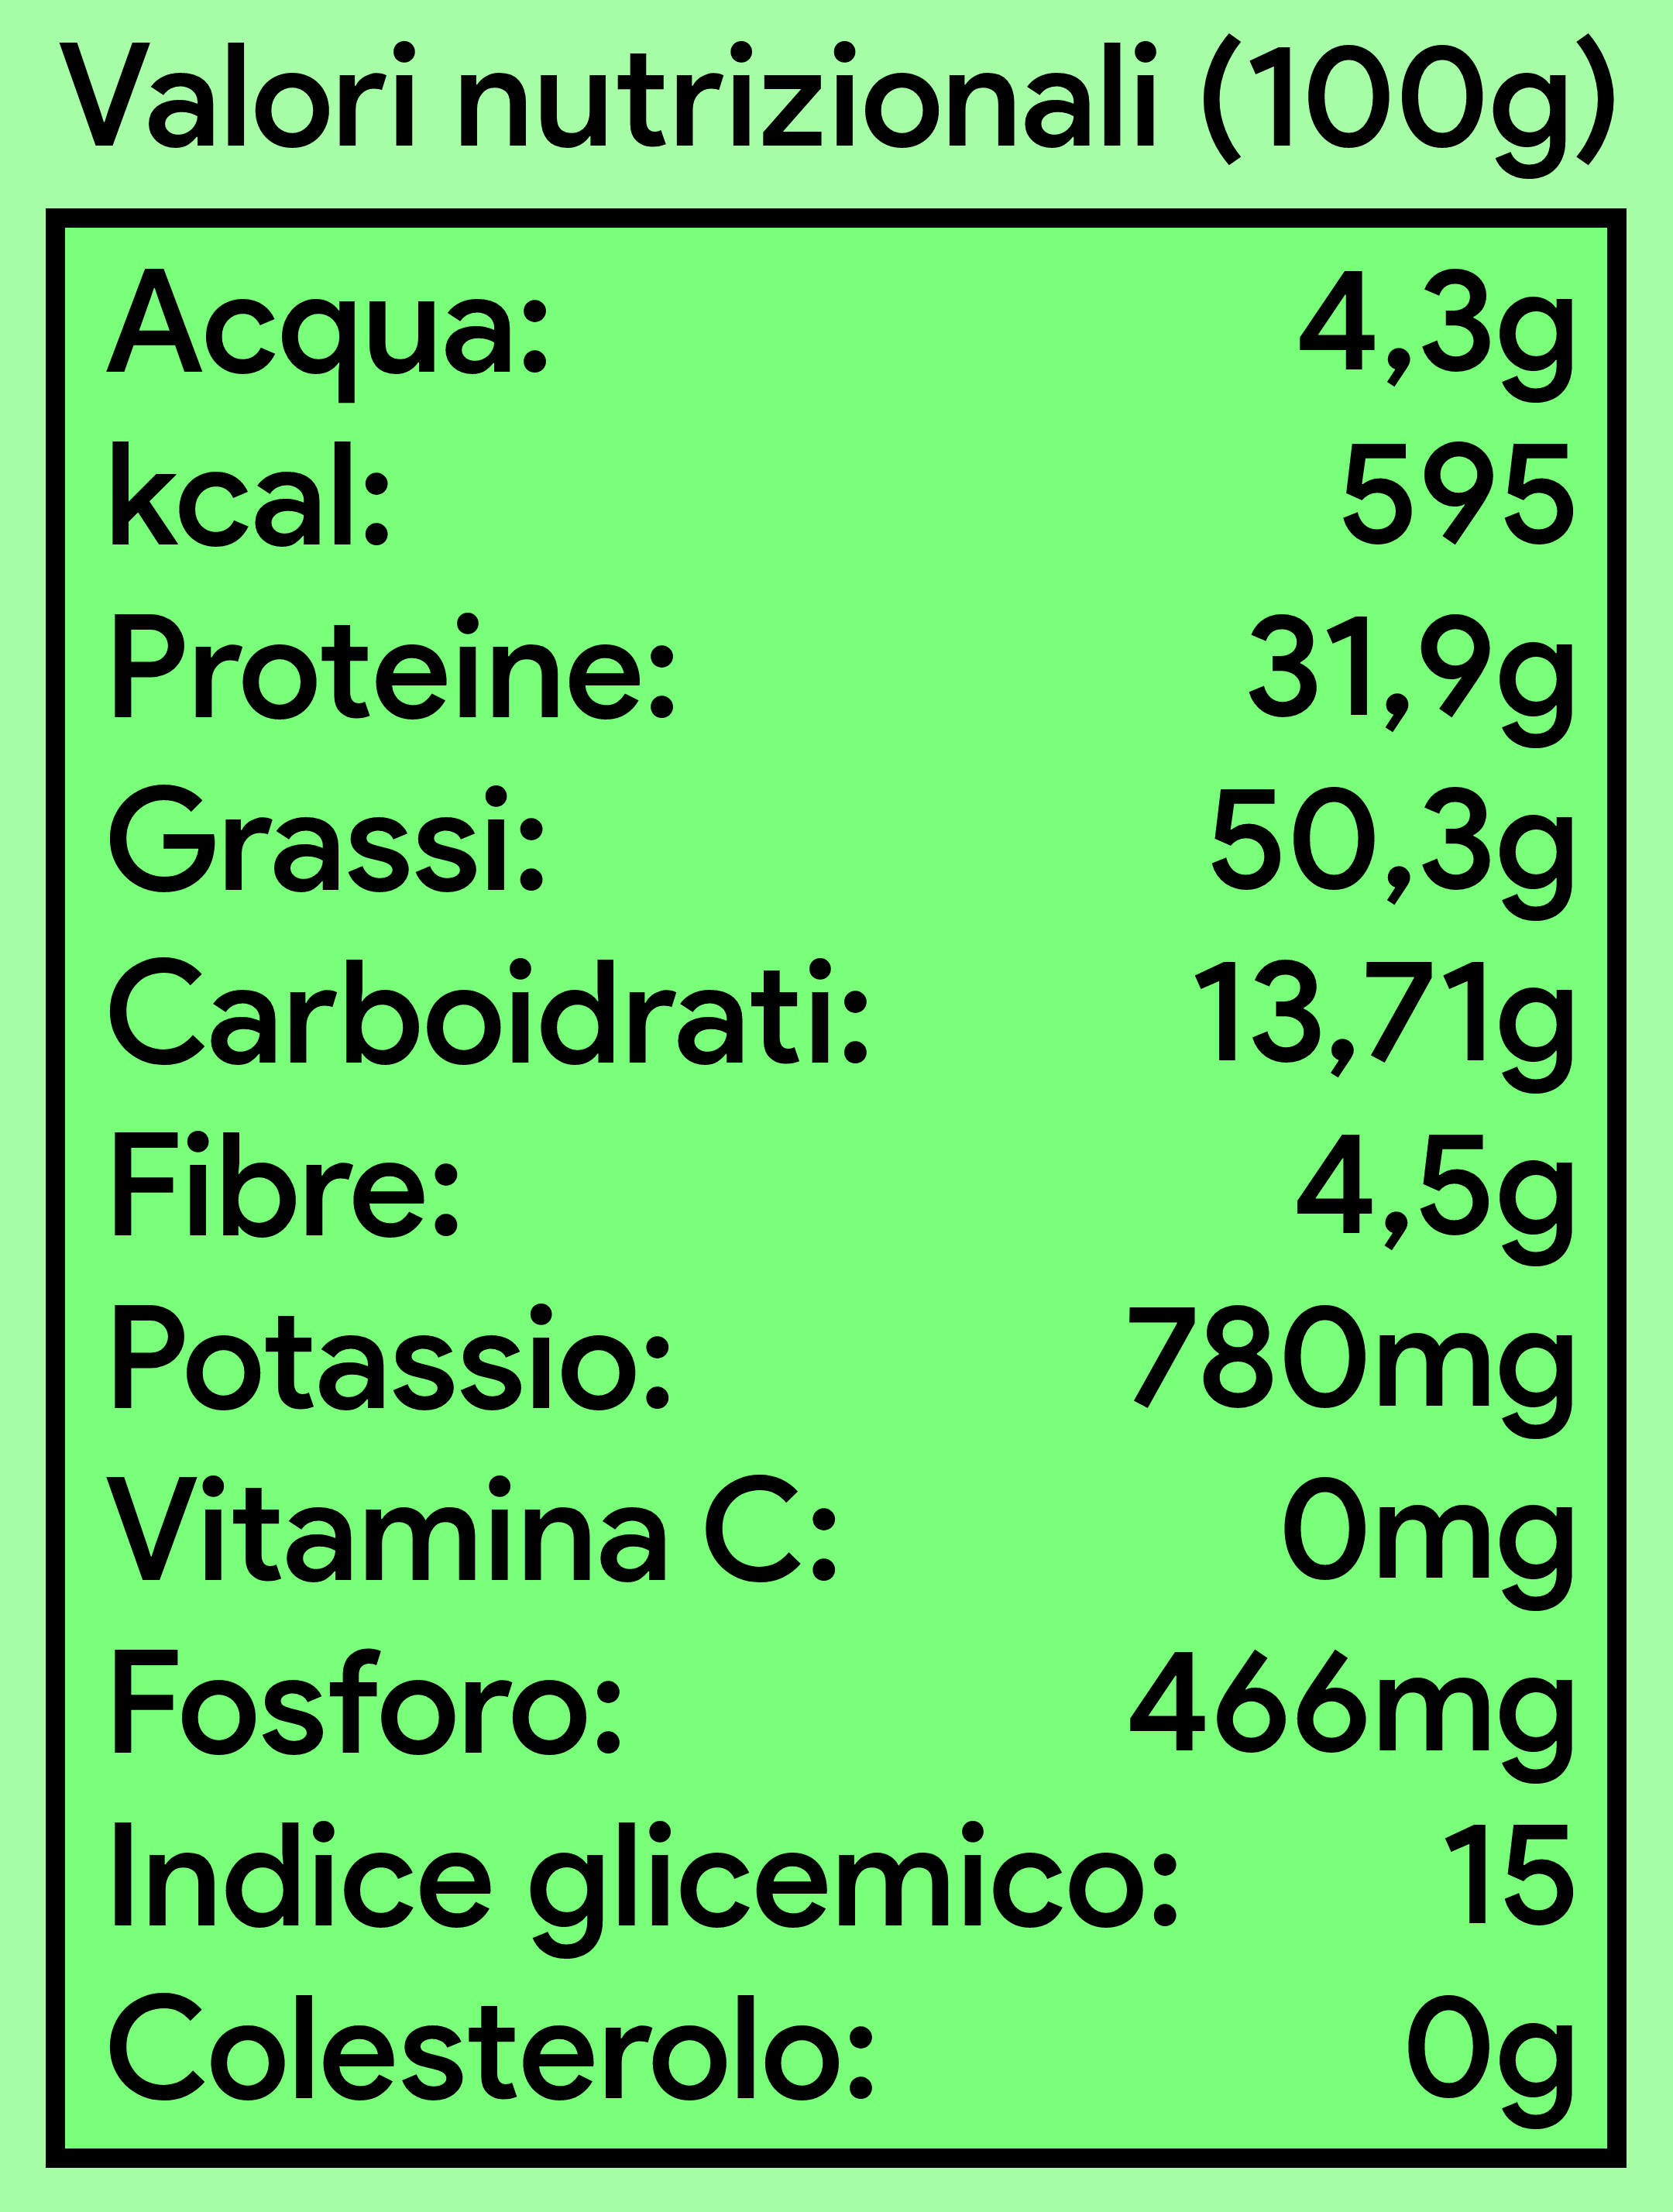 Valori nutrizionali (100g)
Acqua: 4,3g
kcal: 595
Proteine: 31,9g
Grassi: 50,3g
Carboidrati: 13,71g
Fibre: 4,5g
Potassio: 780mg
Vitamina C: 0mg
Fosforo: 466mg
Indice glicemico: 15
Colesterolo: 0g